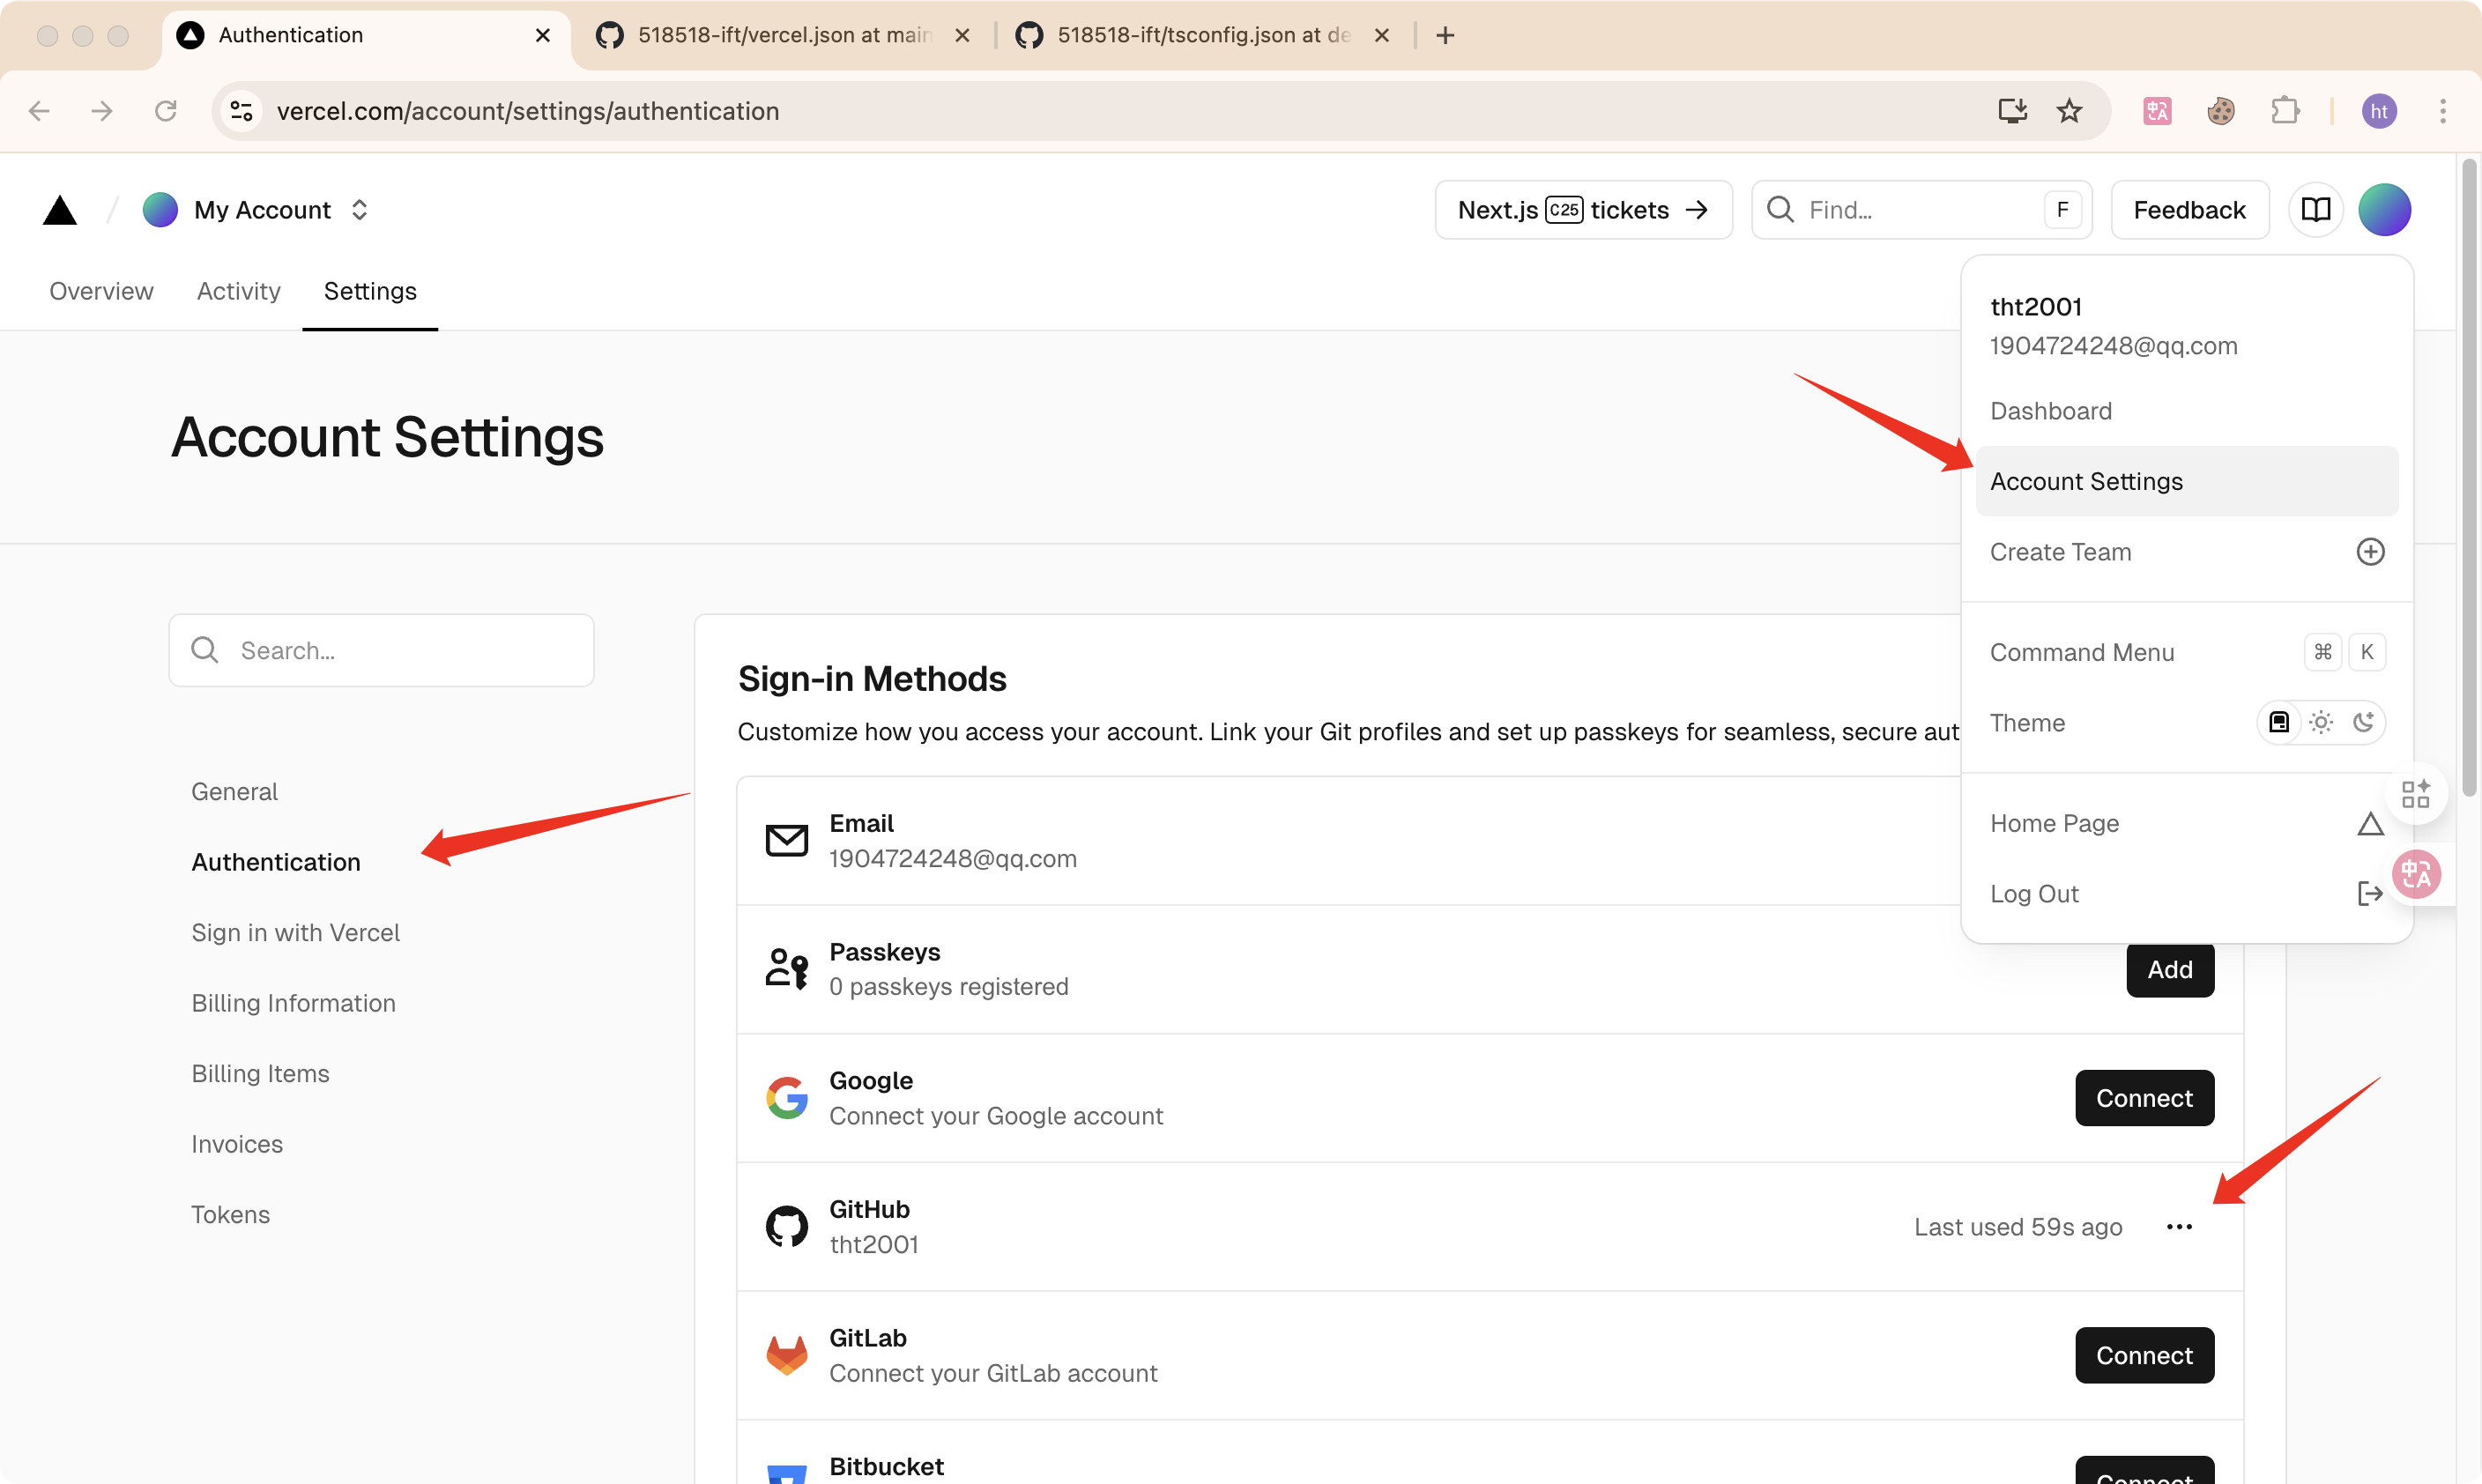 Authentication
518518-ift/vercel.json at main
518518-ift/tsconfig.json at de
vercel.com/account/settings/authentication
ht
My Account
Next.js C25 tickets →
Find...
F
Feedback
Overview
Activity
Settings
tht2001
1904724248@qq.com
Dashboard
Account Settings
Create Team
Command Menu
⌘ K
Theme
Home Page
Log Out
Account Settings
Search...
General
Authentication
Sign in with Vercel
Billing Information
Billing Items
Invoices
Tokens
Sign-in Methods
Customize how you access your account. Link your Git profiles and set up passkeys for seamless, secure aut
Email
1904724248@qq.com
Passkeys
0 passkeys registered
Add
Google
Connect your Google account
Connect
GitHub
tht2001
Last used 59s ago
GitLab
Connect your GitLab account
Connect
Bitbucket
Connect